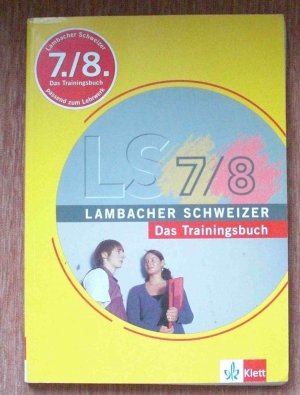 Lambacher Schweizer
7./8.
Das Trainingsbuch
passend zum Lehrwerk
LS 7/8
LAMBACHER SCHWEIZER
Das Trainingsbuch
Klett